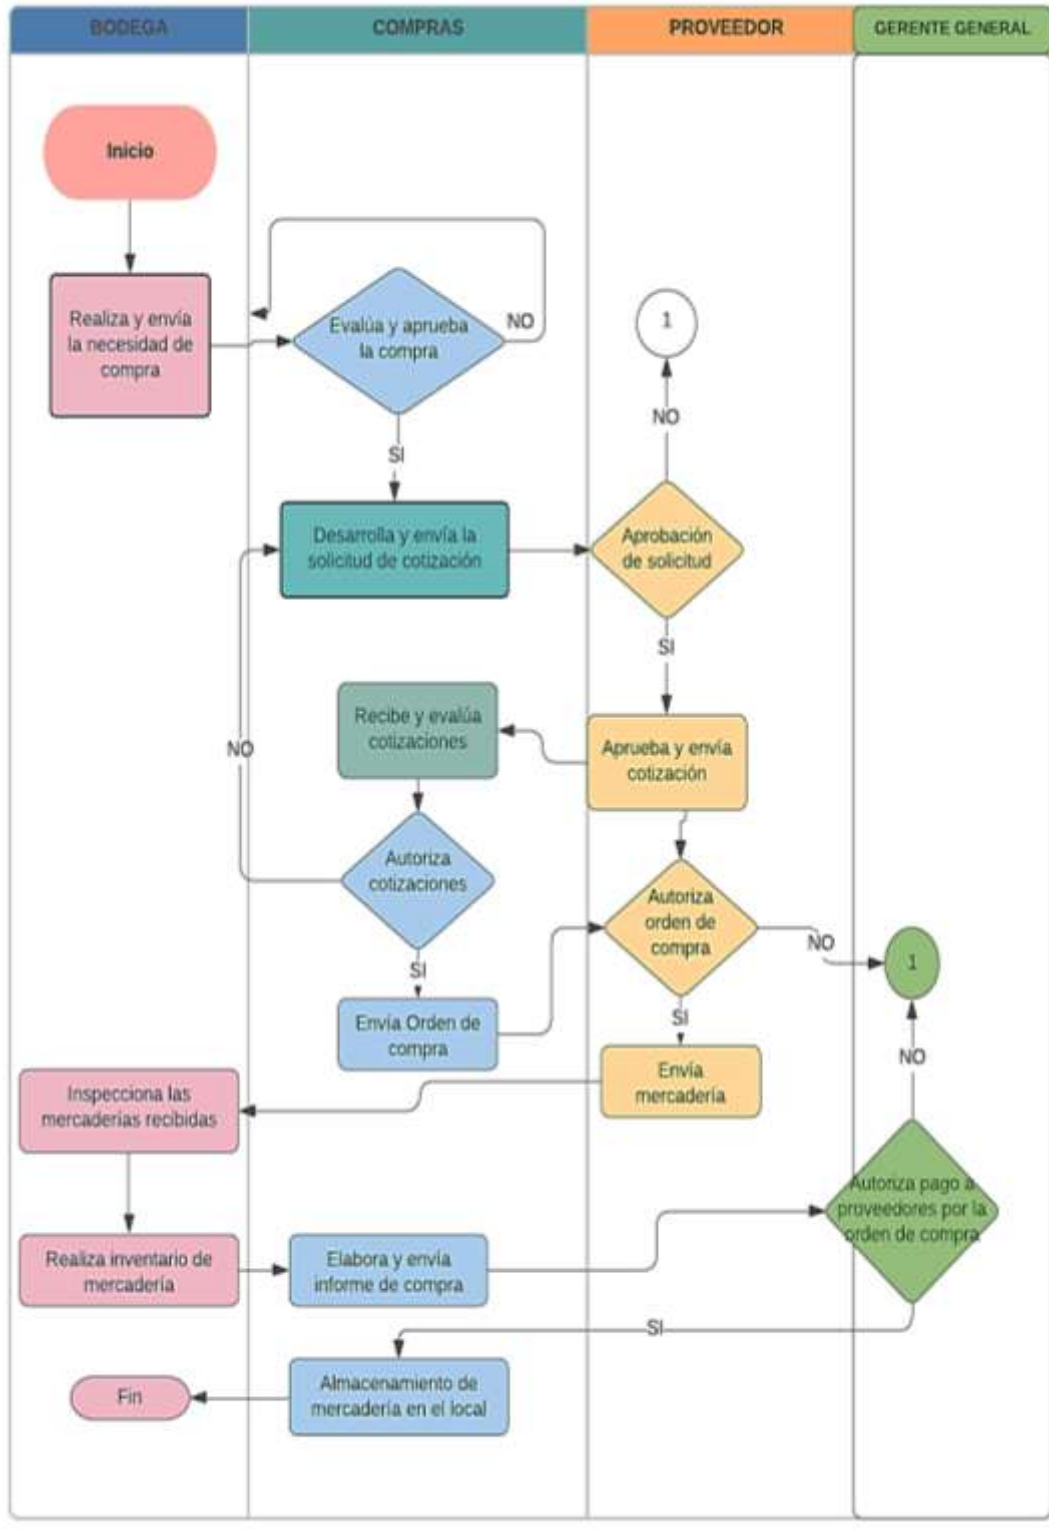 BODEGA
COMPRAS
PROVEEDOR
GERENTE GENERAL
Inicio
Realiza y envía
la necesidad de
compra
Evalúa y aprueba
la compra
NO
1
NO
SI
Desarrolla y envía la
solicitud de cotización
Aprobación
de solicitud
SI
Recibe y evalúa
cotizaciones
Aprueba y envía
cotización
NO
Autoriza
cotizaciones
Autoriza
orden de
compra
NO
1
SI
SI
Envía Orden de
compra
Envía
mercadería
NO
Inspecciona las
mercaderías recibidas
Autoriza pago a
proveedores por la
orden de compra
Realiza inventario de
mercadería
Elabora y envía
informe de compra
SI
Almacenamiento de
mercadería en el local
Fin